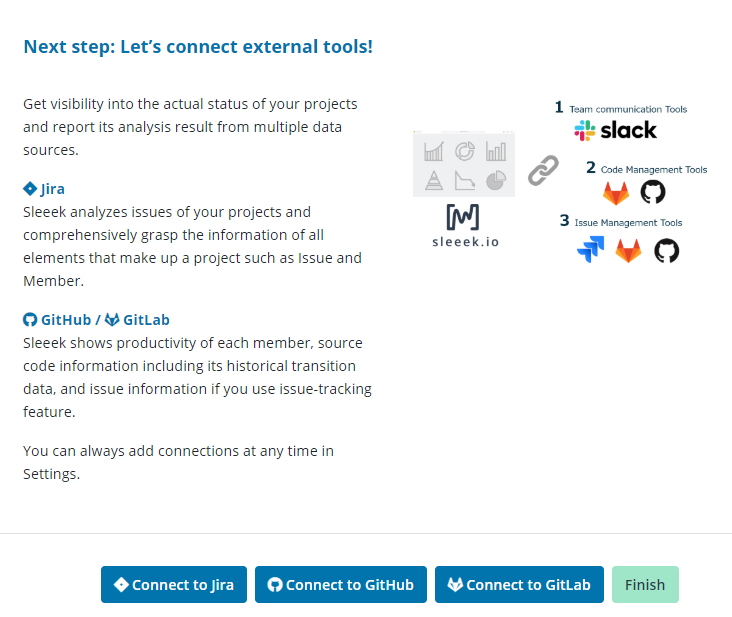 Next step: Let’s connect external tools!
Get visibility into the actual status of your projects
and report its analysis result from multiple data
sources.
Jira
Sleeek analyzes issues of your projects and
comprehensively grasp the information of all
elements that make up a project such as Issue and
Member.
GitHub / GitLab
Sleeek shows productivity of each member, source
code information including its historical transition
data, and issue information if you use issue-tracking
feature.
You can always add connections at any time in
Settings.
1 Team communication Tools
slack
2 Code Management Tools
3 Issue Management Tools
sleeek.io
Connect to Jira
Connect to GitHub
Connect to GitLab
Finish